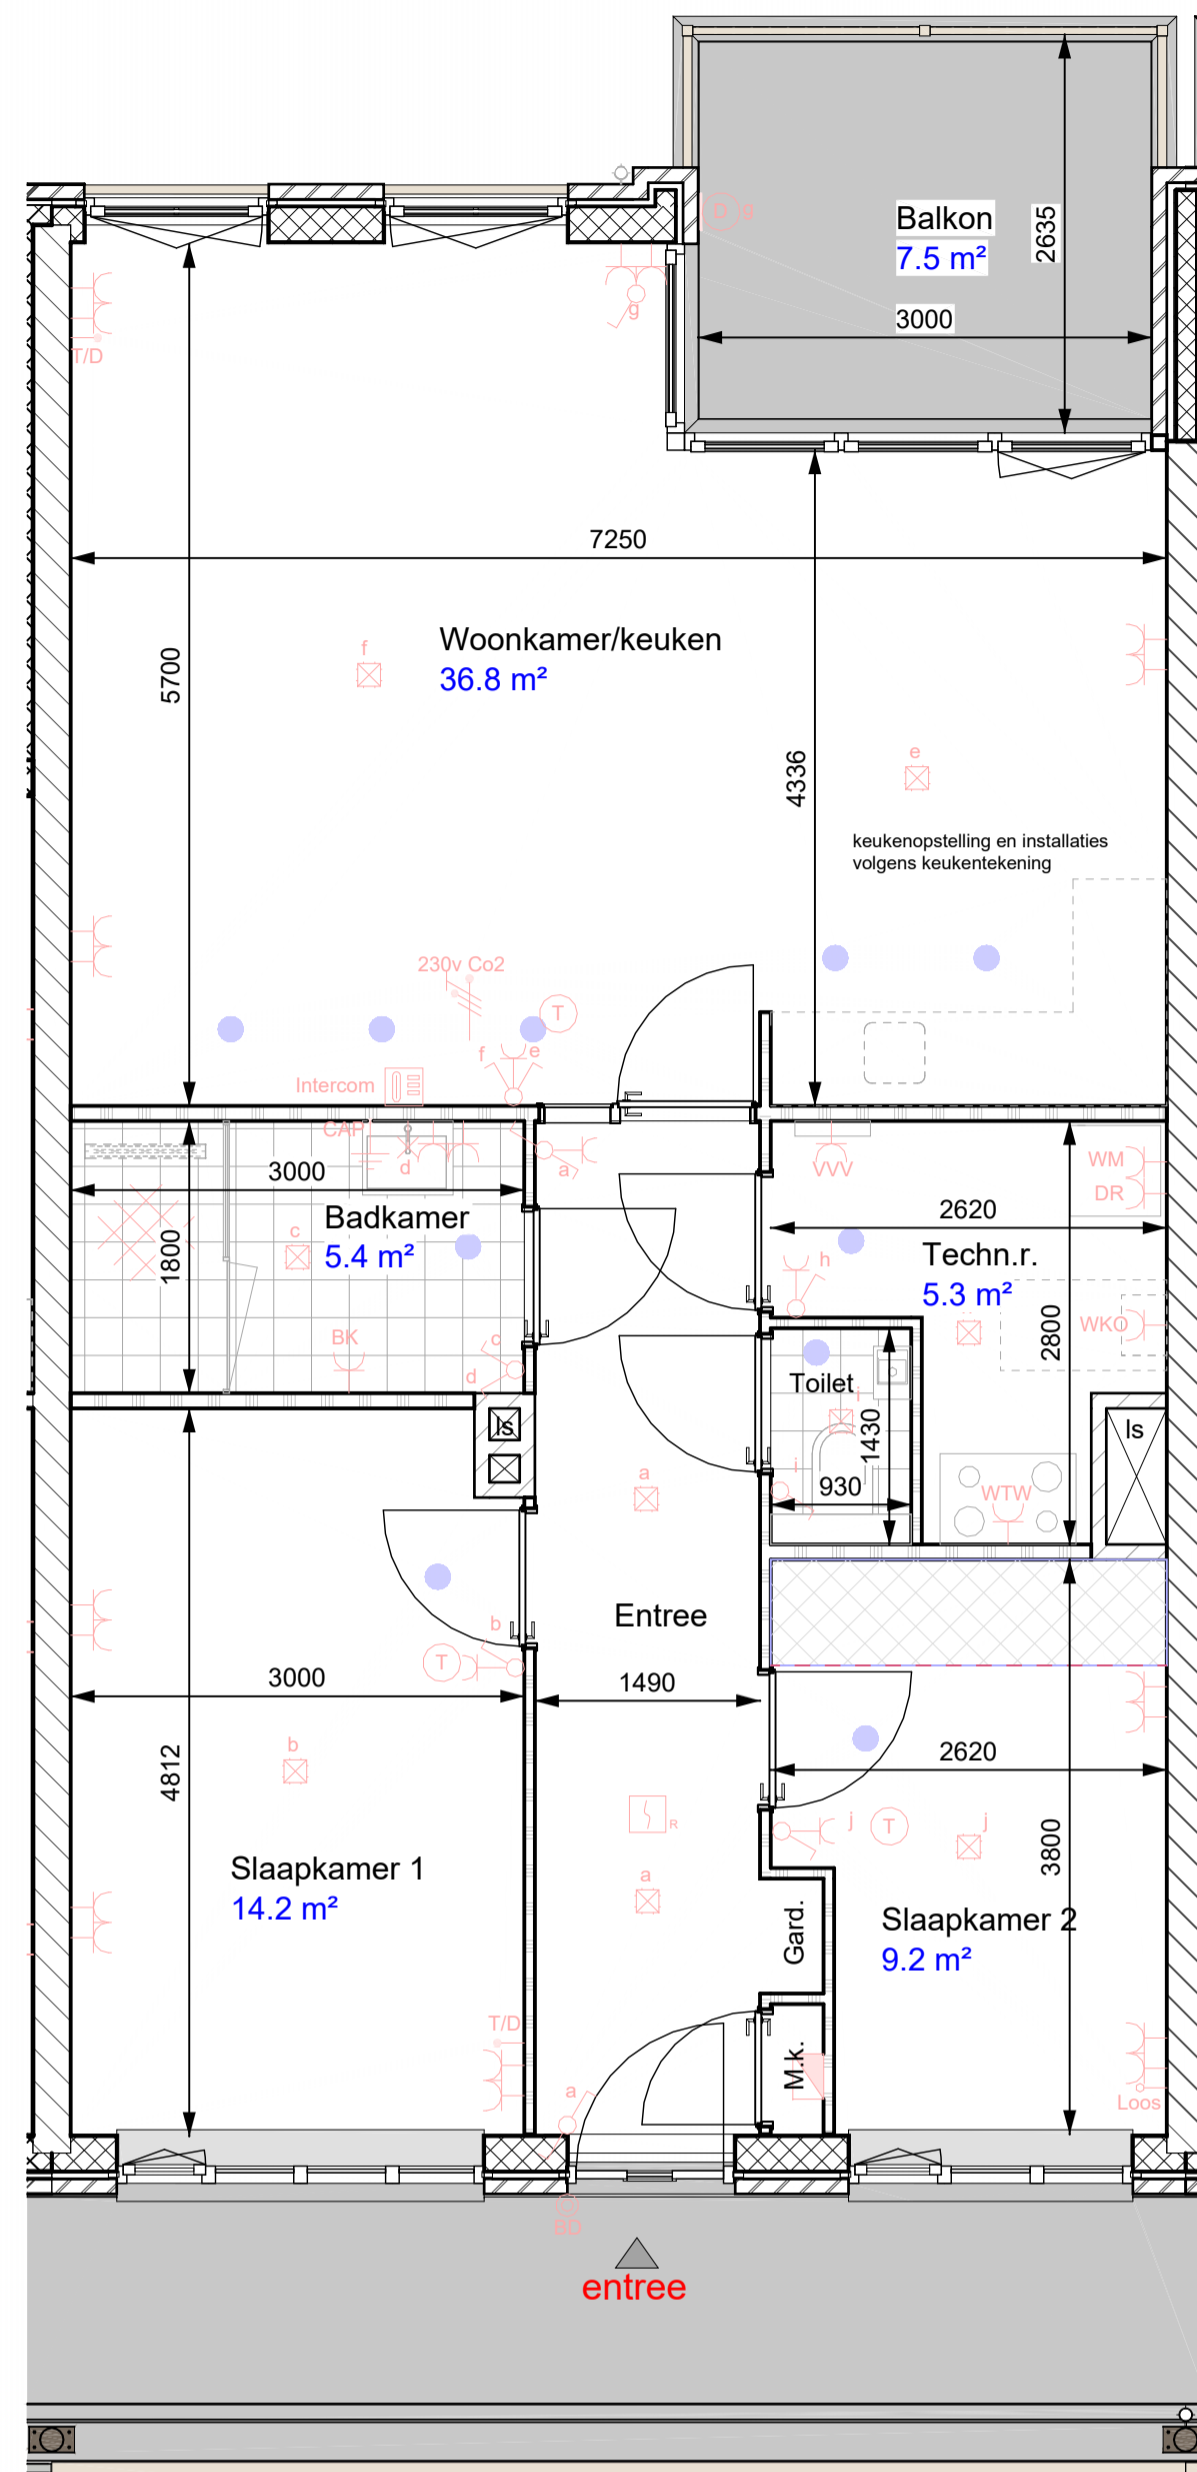 D g
Balkon
7.5 m²
2635
3000
g
T/D
7250
Woonkamer/keuken
36.8 m²
5700
f
4336
e
keukenopstelling en installaties
volgens keukentekening
230v Co2
T
f e
Intercom
CAP
d
a
VVV
WM
DR
3000
2620
Badkamer
5.4 m²
c
1800
Techn.r.
5.3 m²
h
WKO
2800
BK
c
d
Toilet
i
1430
ls
ls
930
i
a
WTW
Entree
b
T
3000
1490
2620
4812
b
j
T
j
3800
R
a
Slaapkamer 1
14.2 m²
Gard.
Slaapkamer 2
9.2 m²
T/D
M.k.
a
Loos
BD
entree